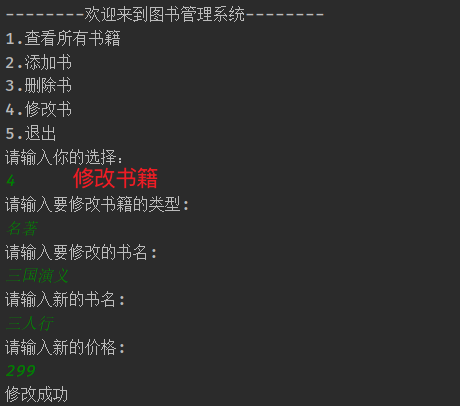 --------欢迎来到图书管理系统--------
1.查看所有书籍
2.添加书
3.删除书
4.修改书
5.退出
请输入你的选择:
4 修改书籍
请输入要修改书籍的类型:
名著
请输入要修改的书名:
三国演义
请输入新的书名:
三人行
请输入新的价格:
299
修改成功